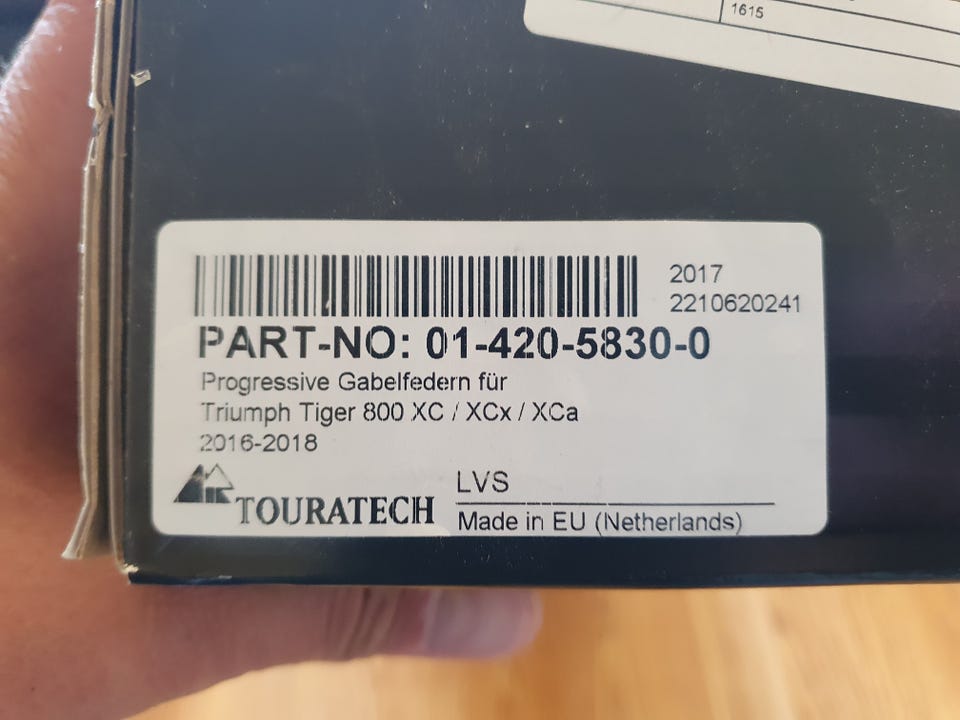 1615
2017
2210620241
PART-NO: 01-420-5830-0
Progressive Gabelfedern für
Triumph Tiger 800 XC / XCx / XCa
2016-2018
LVS
TOURATECH
Made in EU (Netherlands)